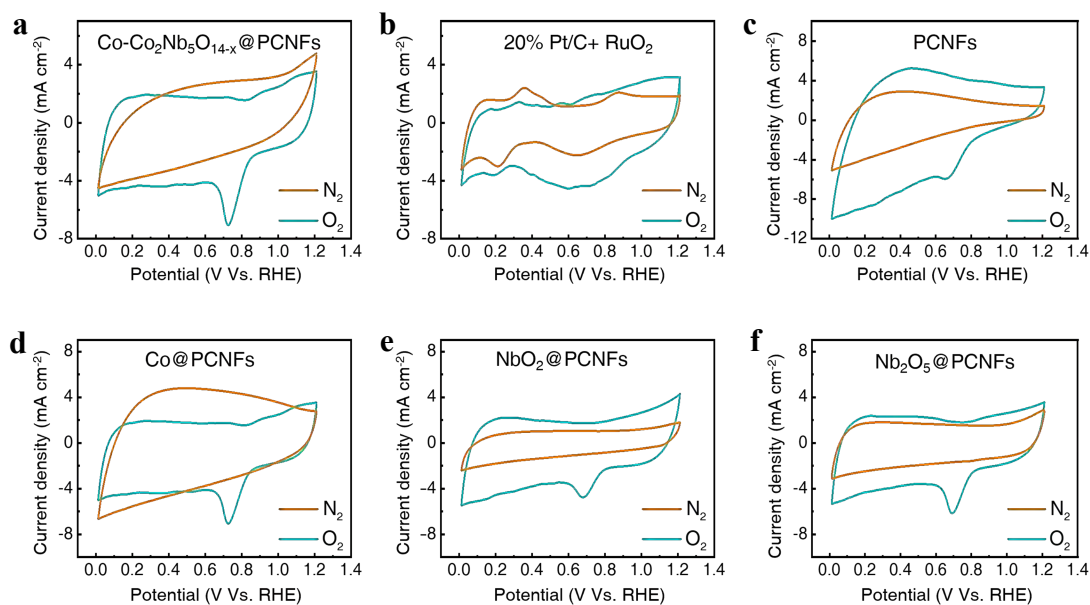 a
Co-Co₂Nb₅O₁₄₋ₓ@PCNFs
Current density (mA cm⁻²)
4
0
-4
-8
N₂
O₂
0.0 0.2 0.4 0.6 0.8 1.0 1.2 1.4
Potential (V Vs. RHE)
b
20% Pt/C+ RuO₂
Current density (mA cm⁻²)
4
0
-4
-8
N₂
O₂
0.0 0.2 0.4 0.6 0.8 1.0 1.2 1.4
Potential (V Vs. RHE)
c
PCNFs
Current density (mA cm⁻²)
8
4
0
-4
-8
-12
N₂
O₂
0.0 0.2 0.4 0.6 0.8 1.0 1.2 1.4
Potential (V Vs. RHE)
d
Co@PCNFs
Current density (mA cm⁻²)
8
4
0
-4
-8
N₂
O₂
0.0 0.2 0.4 0.6 0.8 1.0 1.2 1.4
Potential (V Vs. RHE)
e
NbO₂@PCNFs
Current density (mA cm⁻²)
8
4
0
-4
-8
N₂
O₂
0.0 0.2 0.4 0.6 0.8 1.0 1.2 1.4
Potential (V Vs. RHE)
f
Nb₂O₅@PCNFs
Current density (mA cm⁻²)
8
4
0
-4
-8
N₂
O₂
0.0 0.2 0.4 0.6 0.8 1.0 1.2 1.4
Potential (V Vs. RHE)